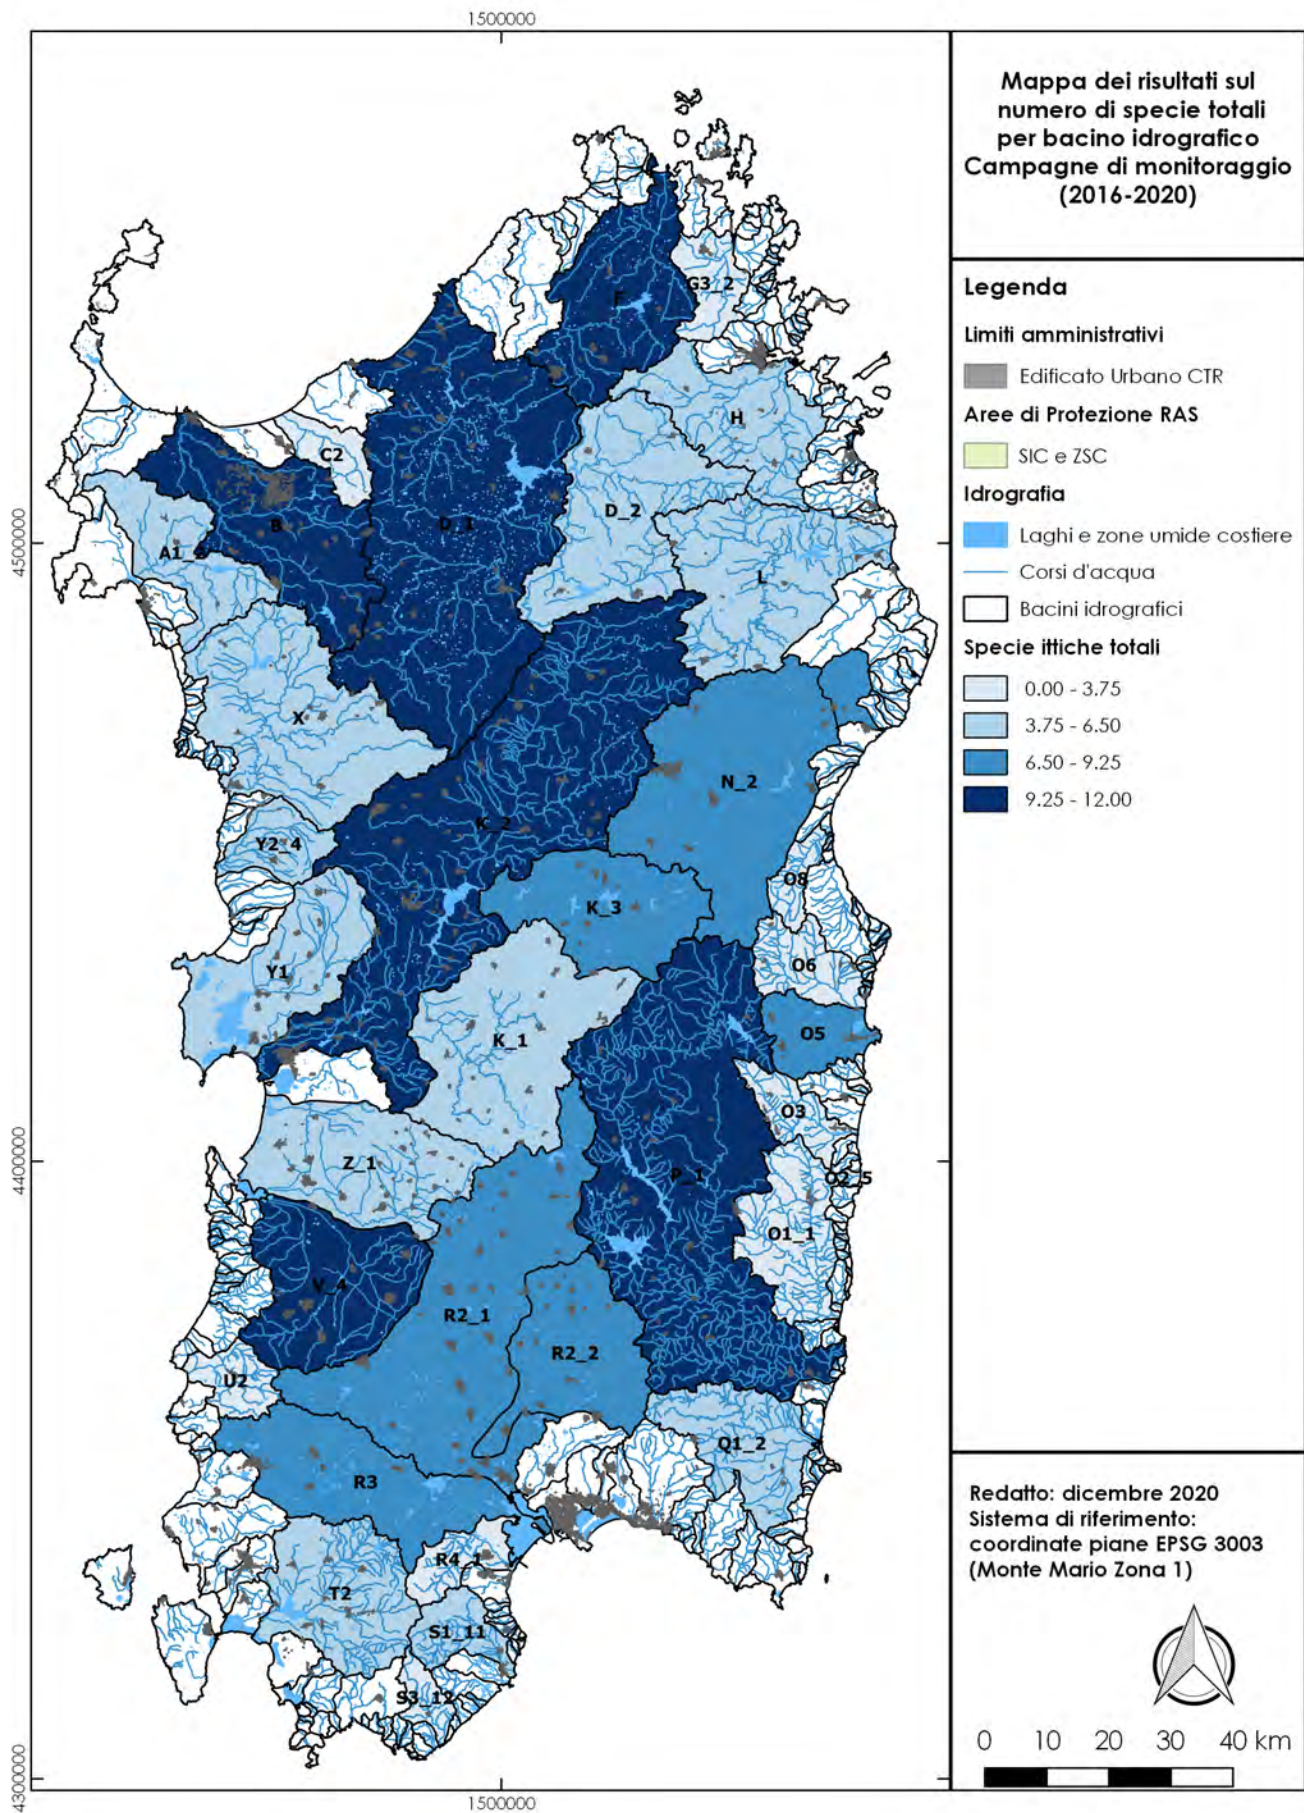 1500000
Mappa dei risultati sul
numero di specie totali
per bacino idrografico
Campagne di monitoraggio
(2016-2020)
Legenda
Limiti amministrativi
Edificato Urbano CTR
Aree di Protezione RAS
SIC e ZSC
Idrografia
Laghi e zone umide costiere
Corsi d'acqua
Bacini idrografici
Specie ittiche totali
0.00 - 3.75
3.75 - 6.50
6.50 - 9.25
9.25 - 12.00
Redatto: dicembre 2020
Sistema di riferimento:
coordinate piane EPSG 3003
(Monte Mario Zona 1)
0 10 20 30 40 km
F
G3_2
H
C2
D_1
D_2
B
L
X
N_2
K_2
Y2_4
O8
K_3
Y1
O6
O5
K_1
O3
Z_1
P_1
O2_5
O1_1
V_4
R2_1
R2_2
U2
Q1_2
R3
R4_1
T2
S1_11
S3_12
4500000
4400000
4300000
1500000